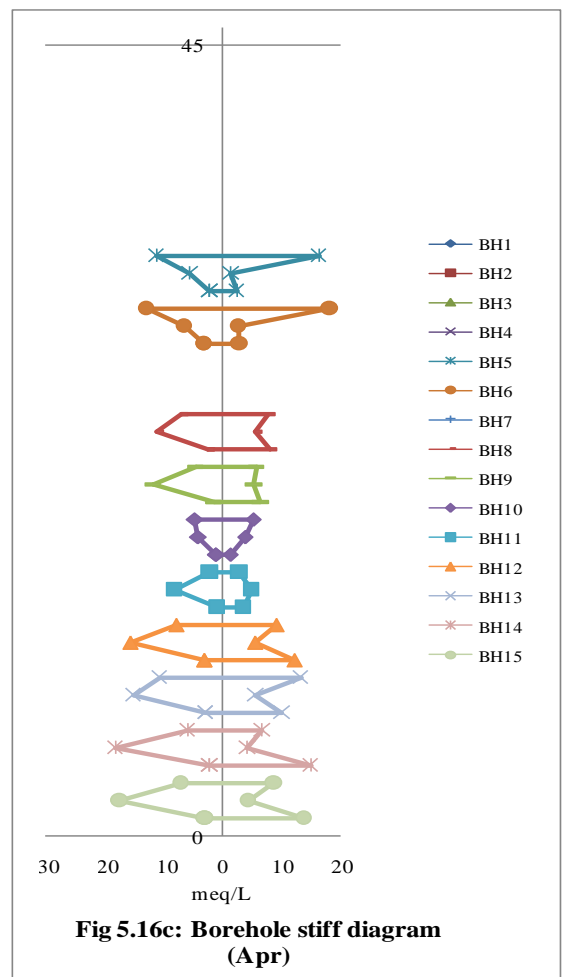 45
BH1
BH2
BH3
BH4
BH5
BH6
BH7
BH8
BH9
BH10
BH11
BH12
BH13
BH14
BH15
0
30 20 10 0 10 20
meq/L
Fig 5.16c: Borehole stiff diagram
(Apr)